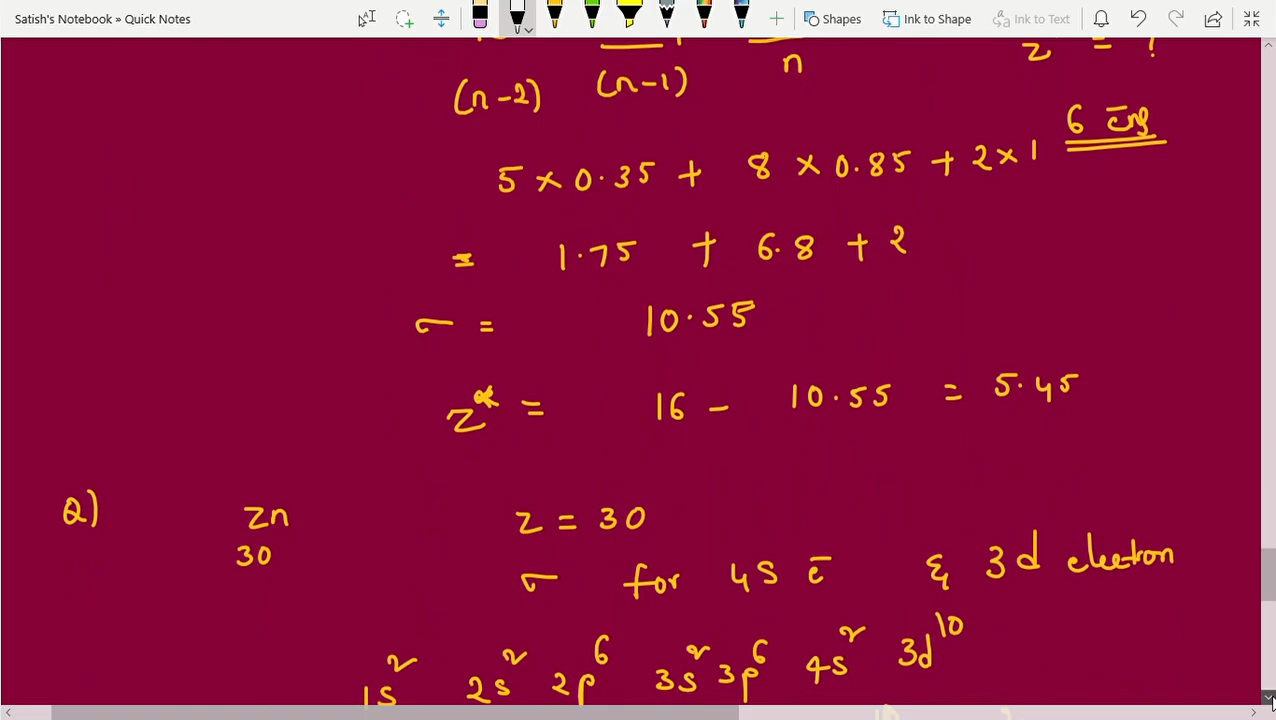 Satish's Notebook » Quick Notes
Shapes Ink to Shape Ink to Text
(n-2) (n-1) n z = ?
6 ēng
5 × 0.35 + 8 × 0.85 + 2×1
= 1.75 + 6.8 + 2
σ = 10.55
z* = 16 - 10.55 = 5.45
Q) Zn z = 30
30
σ for 4s ē & 3d electron
1s² 2s² 2p⁶ 3s² 3p⁶ 4s² 3d¹⁰